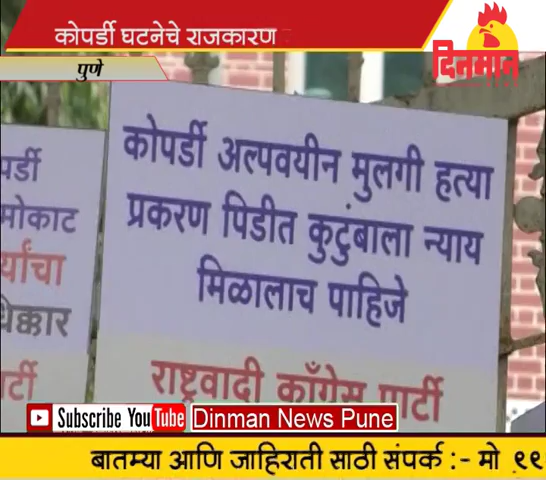 कोपर्डी घटनेचे राजकारण
दिनमान
पुणे
कोपर्डी अल्पवयीन मुलगी हत्या
प्रकरण पिडीत कुटुंबाला न्याय
मिळालाच पाहिजे
राष्ट्रवादी काँग्रेस पार्टी
मोकाट
Subscribe YouTube Dinman News Pune
बातम्या आणि जाहिराती साठी संपर्क :- मो ९९